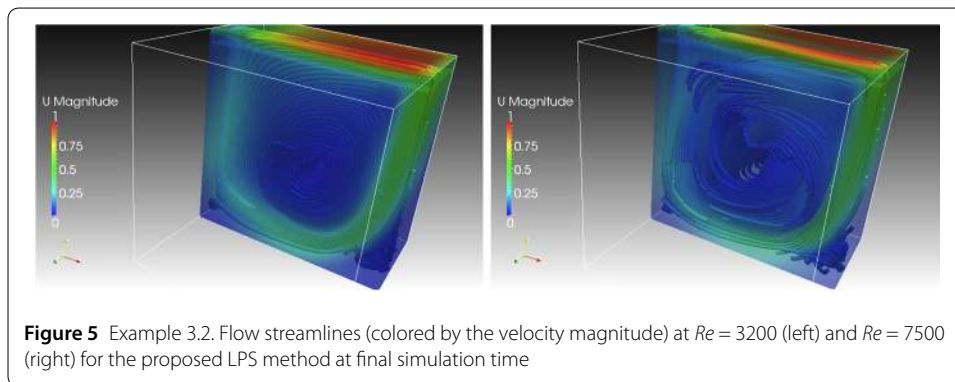 U Magnitude
1
0.75
0.5
0.25
0
U Magnitude
1
0.75
0.5
0.25
0
Figure 5 Example 3.2. Flow streamlines (colored by the velocity magnitude) at Re = 3200 (left) and Re = 7500
(right) for the proposed LPS method at final simulation time